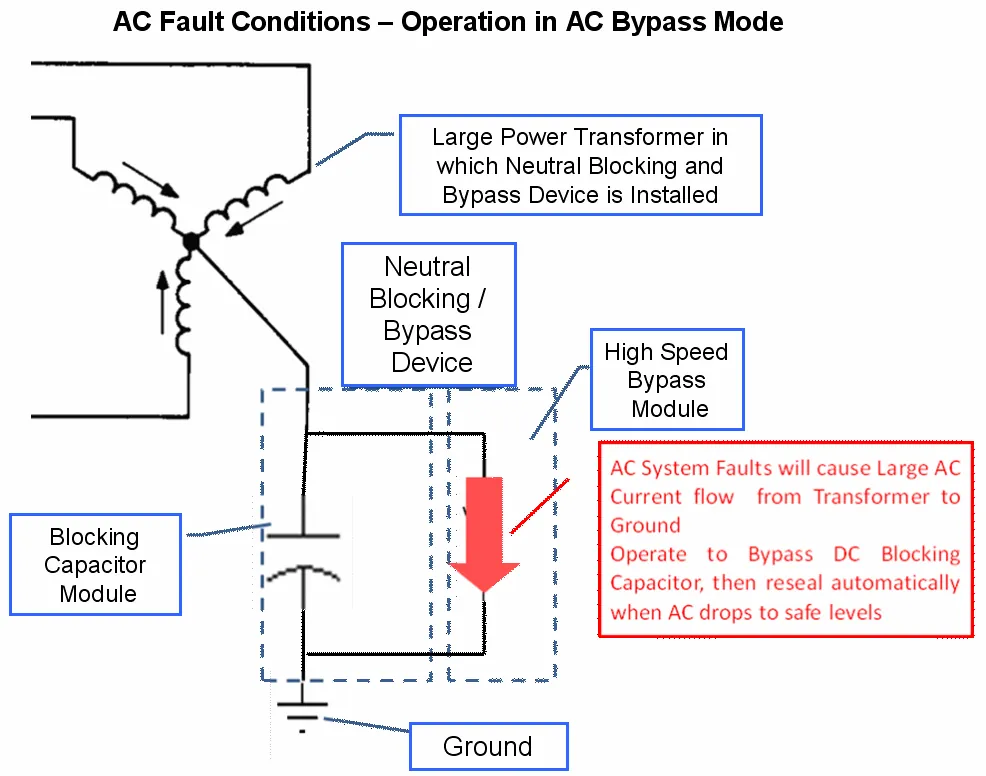 AC Fault Conditions – Operation in AC Bypass Mode
Large Power Transformer in
which Neutral Blocking and
Bypass Device is Installed
Neutral
Blocking /
Bypass
Device
High Speed
Bypass
Module
AC System Faults will cause Large AC
Current flow from Transformer to
Ground
Operate to Bypass DC Blocking
Capacitor, then reseal automatically
when AC drops to safe levels
Blocking
Capacitor
Module
Ground